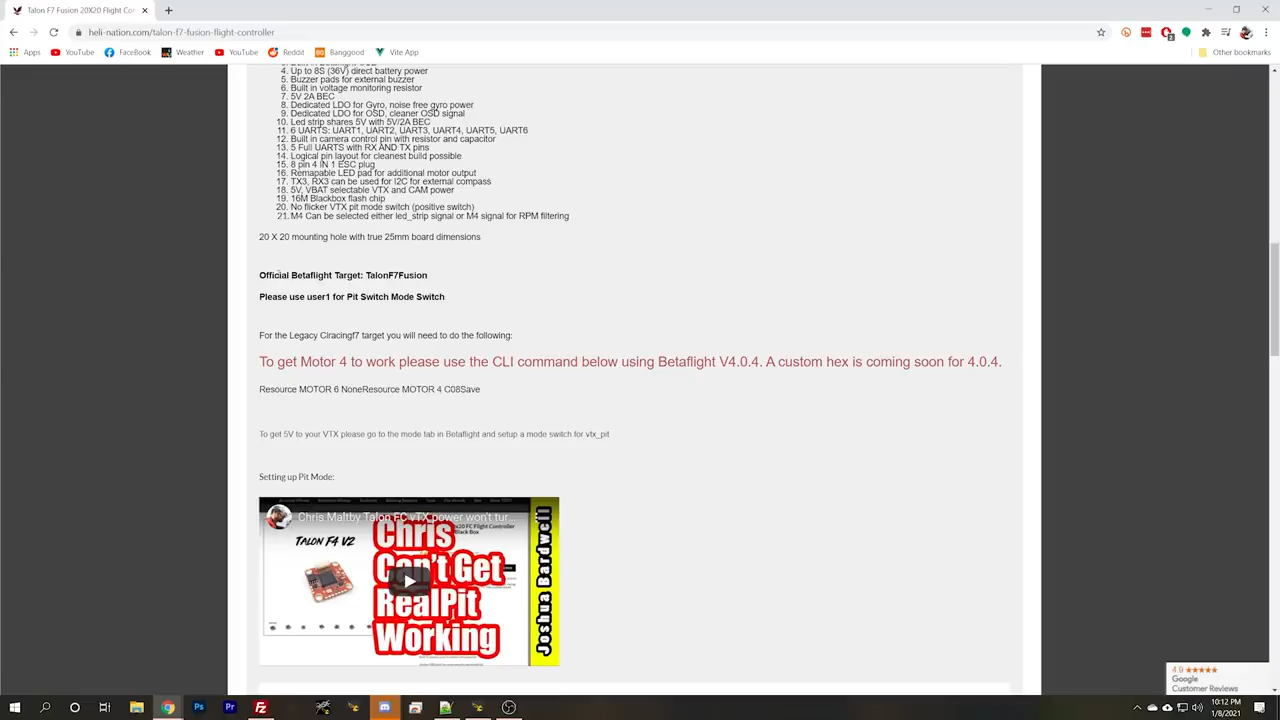 Talon F7 Fusion 20X20 Flight Con
heli-nation.com/talon-f7-fusion-flight-controller
Apps YouTube FaceBook Weather YouTube Reddit Banggood Vite App Other bookmarks
4. Up to 8S (36V) direct battery power
5. Buzzer pads for external buzzer
6. Built in voltage monitoring resistor
7. 5V 2A BEC
8. Dedicated LDO for Gyro, noise free gyro power
9. Dedicated LDO for OSD, cleaner OSD signal
10. Led strip shares 5V with 5V/2A BEC
11. 6 UARTS: UART1, UART2, UART3, UART4, UART5, UART6
12. Built in camera control pin with resistor and capacitor
13. 5 Full UARTS with RX AND TX pins
14. Logical pin layout for cleanest build possible
15. 8 pin 4 IN 1 ESC plug
16. Remapable LED pad for additional motor output
17. TX3, RX3 can be used for I2C for external compass
18. 5V, VBAT selectable VTX and CAM power
19. 16M Blackbox flash chip
20. No flicker VTX pit mode switch (positive switch)
21. M4 Can be selected either led_strip signal or M4 signal for RPM filtering
20 X 20 mounting hole with true 25mm board dimensions
Official Betaflight Target: TalonF7Fusion
Please use user1 for Pit Switch Mode Switch
For the Legacy Clracingf7 target you will need to do the following:
To get Motor 4 to work please use the CLI command below using Betaflight V4.0.4. A custom hex is coming soon for 4.0.4.
Resource MOTOR 6 NoneResource MOTOR 4 C08Save
To get 5V to your VTX please go to the mode tab in Betaflight and setup a mode switch for vtx_pit
Setting up Pit Mode:
Chris Maltby Talon FC vTX power won't tur...
TALON F4 V2
Chris
Can't Get
RealPit
Working
Joshua Bardwell
4.9
Google
Customer Reviews
10:12 PM
1/8/2021